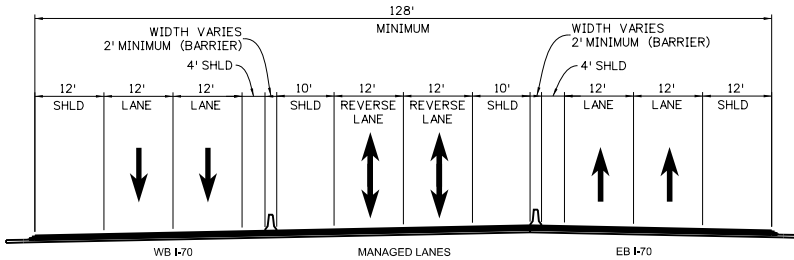 128'
MINIMUM
WIDTH VARIES
2' MINIMUM (BARRIER)
4' SHLD
WIDTH VARIES
2' MINIMUM (BARRIER)
4' SHLD
12'
SHLD
12'
LANE
12'
LANE
10'
SHLD
12'
REVERSE
LANE
12'
REVERSE
LANE
10'
SHLD
12'
LANE
12'
LANE
12'
SHLD
WB I-70
MANAGED LANES
EB I-70